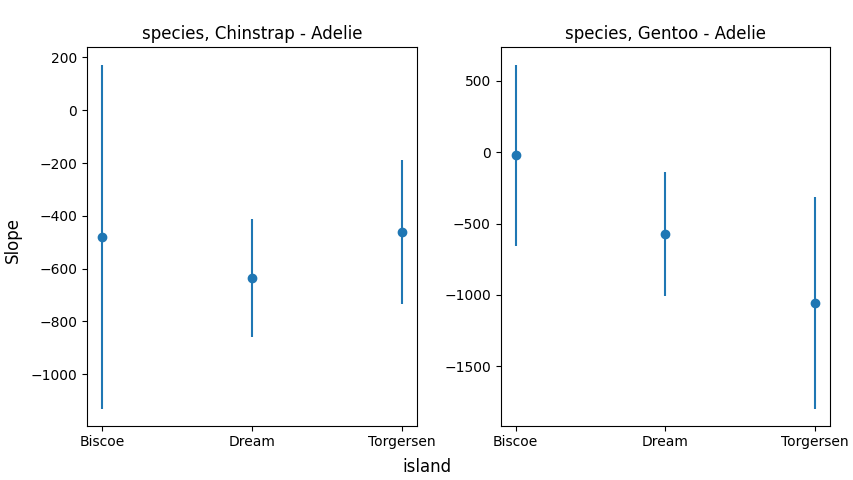 species, Chinstrap - Adelie
species, Gentoo - Adelie
Slope
200
0
−200
−400
−600
−800
−1000
Biscoe
Dream
Torgersen
500
0
−500
−1000
−1500
Biscoe
Dream
Torgersen
island